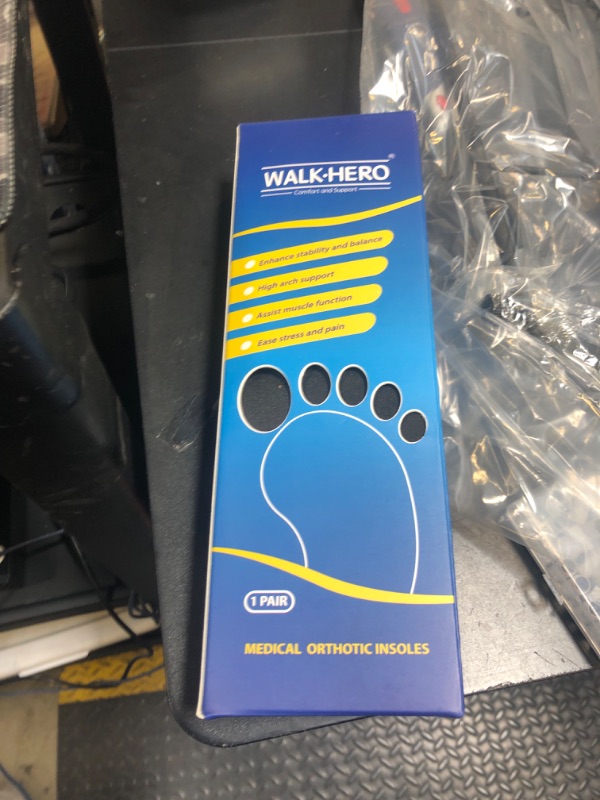 WALK-HERO®
Comfort and Support
Enhance stability and balance
High arch support
Assist muscle function
Ease stress and pain
1 PAIR
MEDICAL ORTHOTIC INSOLES